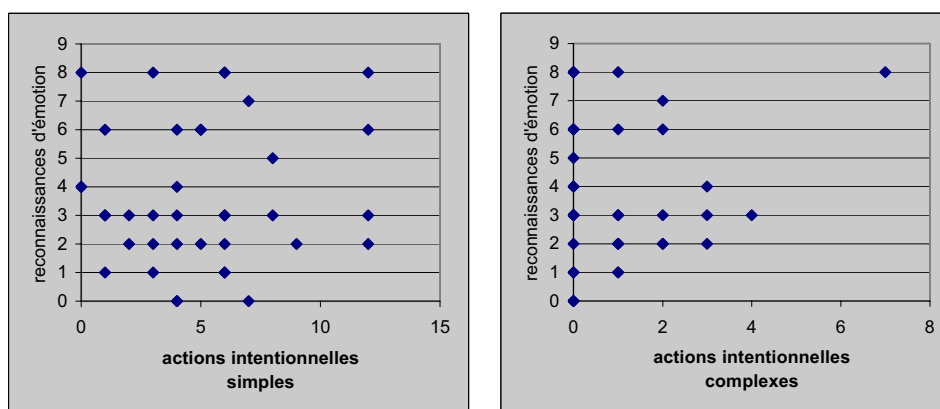 reconnaissances d'émotion
9
8
7
6
5
4
3
2
1
0
0 5 10 15
actions intentionnelles
simples
reconnaissances d'émotion
9
8
7
6
5
4
3
2
1
0
0 2 4 6 8
actions intentionnelles
complexes